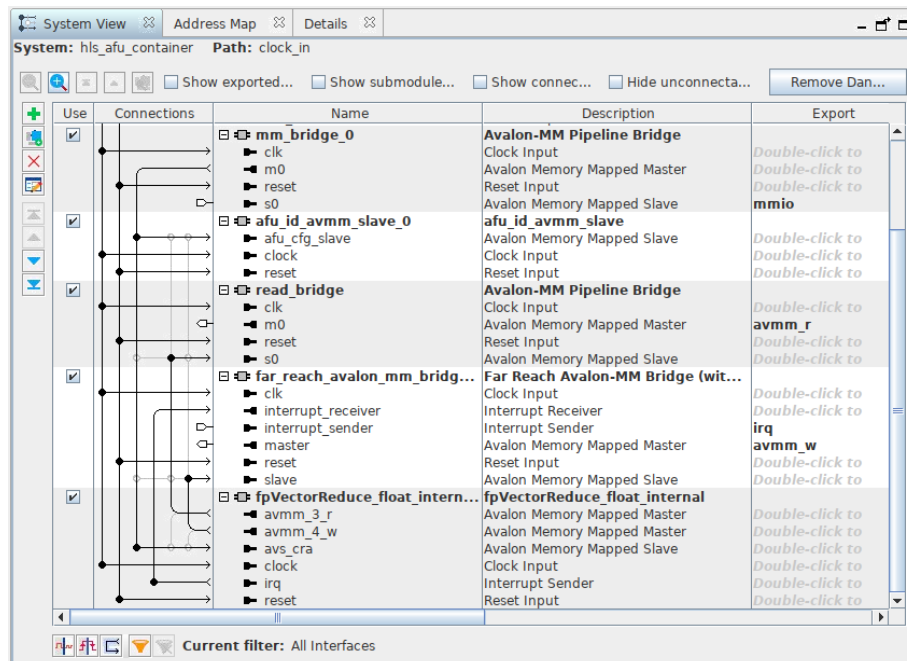 System View Address Map Details
System: hls_afu_container Path: clock_in
Show exported... Show submodule... Show connec... Hide unconnecta... Remove Dan...
Use Connections Name Description Export
mm_bridge_0 Avalon-MM Pipeline Bridge
clk Clock Input Double-click to
m0 Avalon Memory Mapped Master Double-click to
reset Reset Input Double-click to
s0 Avalon Memory Mapped Slave mmio
afu_id_avmm_slave_0 afu_id_avmm_slave
afu_cfg_slave Avalon Memory Mapped Slave Double-click to
clock Clock Input Double-click to
reset Reset Input Double-click to
read_bridge Avalon-MM Pipeline Bridge
clk Clock Input Double-click to
m0 Avalon Memory Mapped Master avmm_r
reset Reset Input Double-click to
s0 Avalon Memory Mapped Slave Double-click to
far_reach_avalon_mm_bridg... Far Reach Avalon-MM Bridge (wit...
clk Clock Input Double-click to
interrupt_receiver Interrupt Receiver Double-click to
interrupt_sender Interrupt Sender irq
master Avalon Memory Mapped Master avmm_w
reset Reset Input Double-click to
slave Avalon Memory Mapped Slave Double-click to
fpVectorReduce_float_intern... fpVectorReduce_float_internal
avmm_3_r Avalon Memory Mapped Master Double-click to
avmm_4_w Avalon Memory Mapped Master Double-click to
avs_cra Avalon Memory Mapped Slave Double-click to
clock Clock Input Double-click to
irq Interrupt Sender Double-click to
reset Reset Input Double-click to
Current filter: All Interfaces